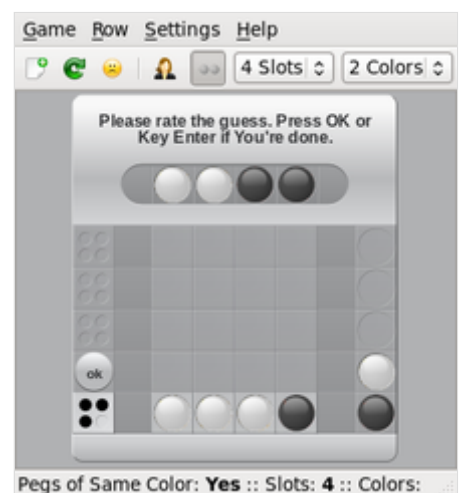 Game Row Settings Help
4 Slots 2 Colors
Please rate the guess. Press OK or
Key Enter if You're done.
ok
Pegs of Same Color: Yes :: Slots: 4 :: Colors: